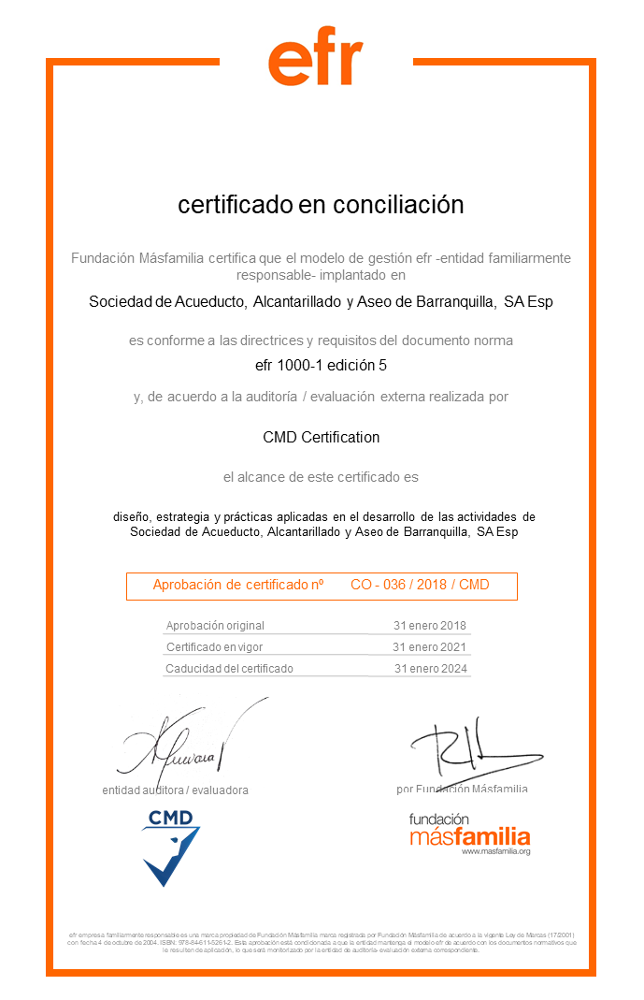 efr
certificado en conciliación
Fundación Másfamilia certifica que el modelo de gestión efr -entidad familiarmente
responsable- implantado en
Sociedad de Acueducto, Alcantarillado y Aseo de Barranquilla, SA Esp
es conforme a las directrices y requisitos del documento norma
efr 1000-1 edición 5
y, de acuerdo a la auditoría / evaluación externa realizada por
CMD Certification
el alcance de este certificado es
diseño, estrategia y prácticas aplicadas en el desarrollo de las actividades de
Sociedad de Acueducto, Alcantarillado y Aseo de Barranquilla, SA Esp
Aprobación de certificado nº CO - 036 / 2018 / CMD
Aprobación original 31 enero 2018
Certificado en vigor 31 enero 2021
Caducidad del certificado 31 enero 2024
entidad auditora / evaluadora
por Fundación Másfamilia
CMD
fundación
másfamilia
www.masfamilia.org
efr empresa familiarmente responsable es una marca propiedad de Fundación Másfamilia marca registrada por Fundación Másfamilia de acuerdo a la vigente Ley de Marcas (17/2001)
con fecha 4 de octubre de 2004. ISBN: 978-84-611-5261-2. Esta aprobación está condicionada a que la entidad mantenga el modelo efr de acuerdo con los documentos normativos que
le resulten de aplicación, lo que será monitorizado por la entidad de auditoría- evaluación externa correspondiente.